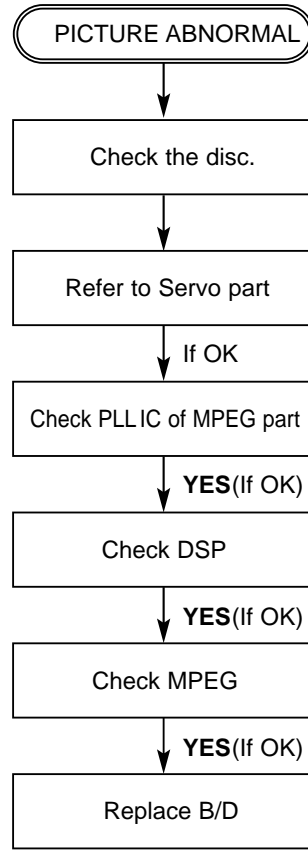 PICTURE ABNORMAL
Check the disc.
Refer to Servo part
If OK
Check PLL IC of MPEG part
YES(If OK)
Check DSP
YES(If OK)
Check MPEG
YES(If OK)
Replace B/D